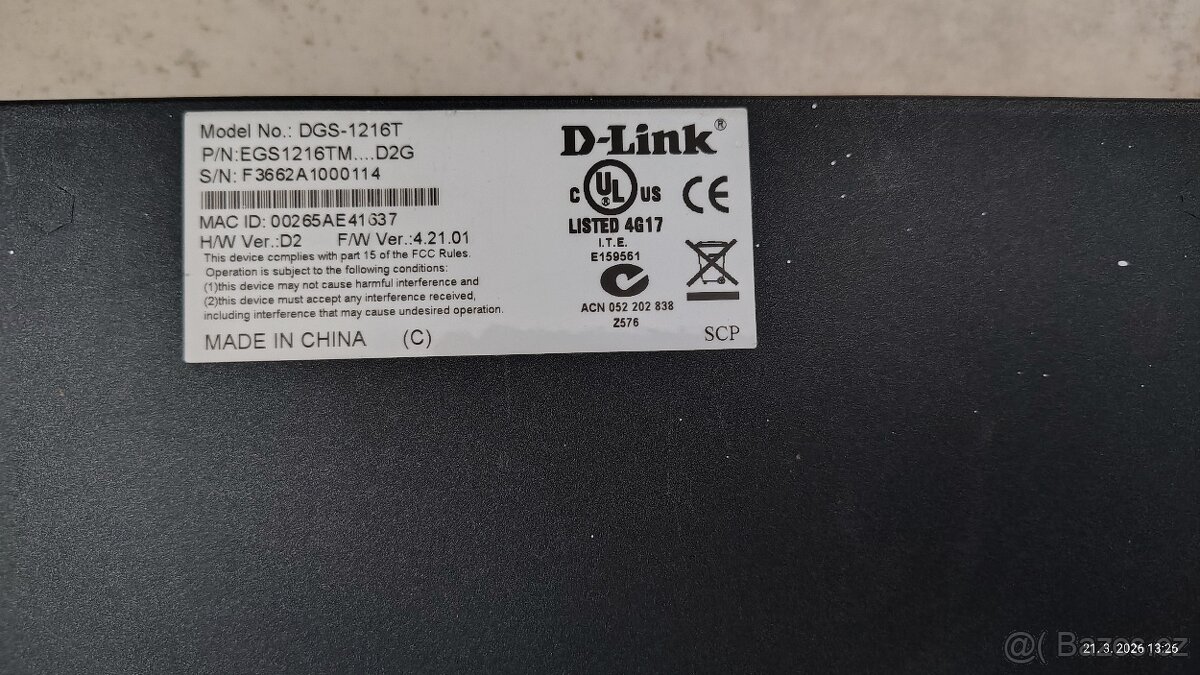 Model No.: DGS-1216T
P/N:EGS1216TM....D2G
S/N: F3662A1000114
MAC ID: 00265AE41637
H/W Ver.:D2 F/W Ver.:4.21.01
This device complies with part 15 of the FCC Rules.
Operation is subject to the following conditions:
(1)this device may not cause harmful interference and
(2)this device must accept any interference received,
including interference that may cause undesired operation.
MADE IN CHINA (C)
D-Link®
C UL® US
CE
LISTED 4G17
I.T.E.
E159561
ACN 052 202 838
Z576
SCP
@( Bazos.cz
21. 3. 2026 13:26